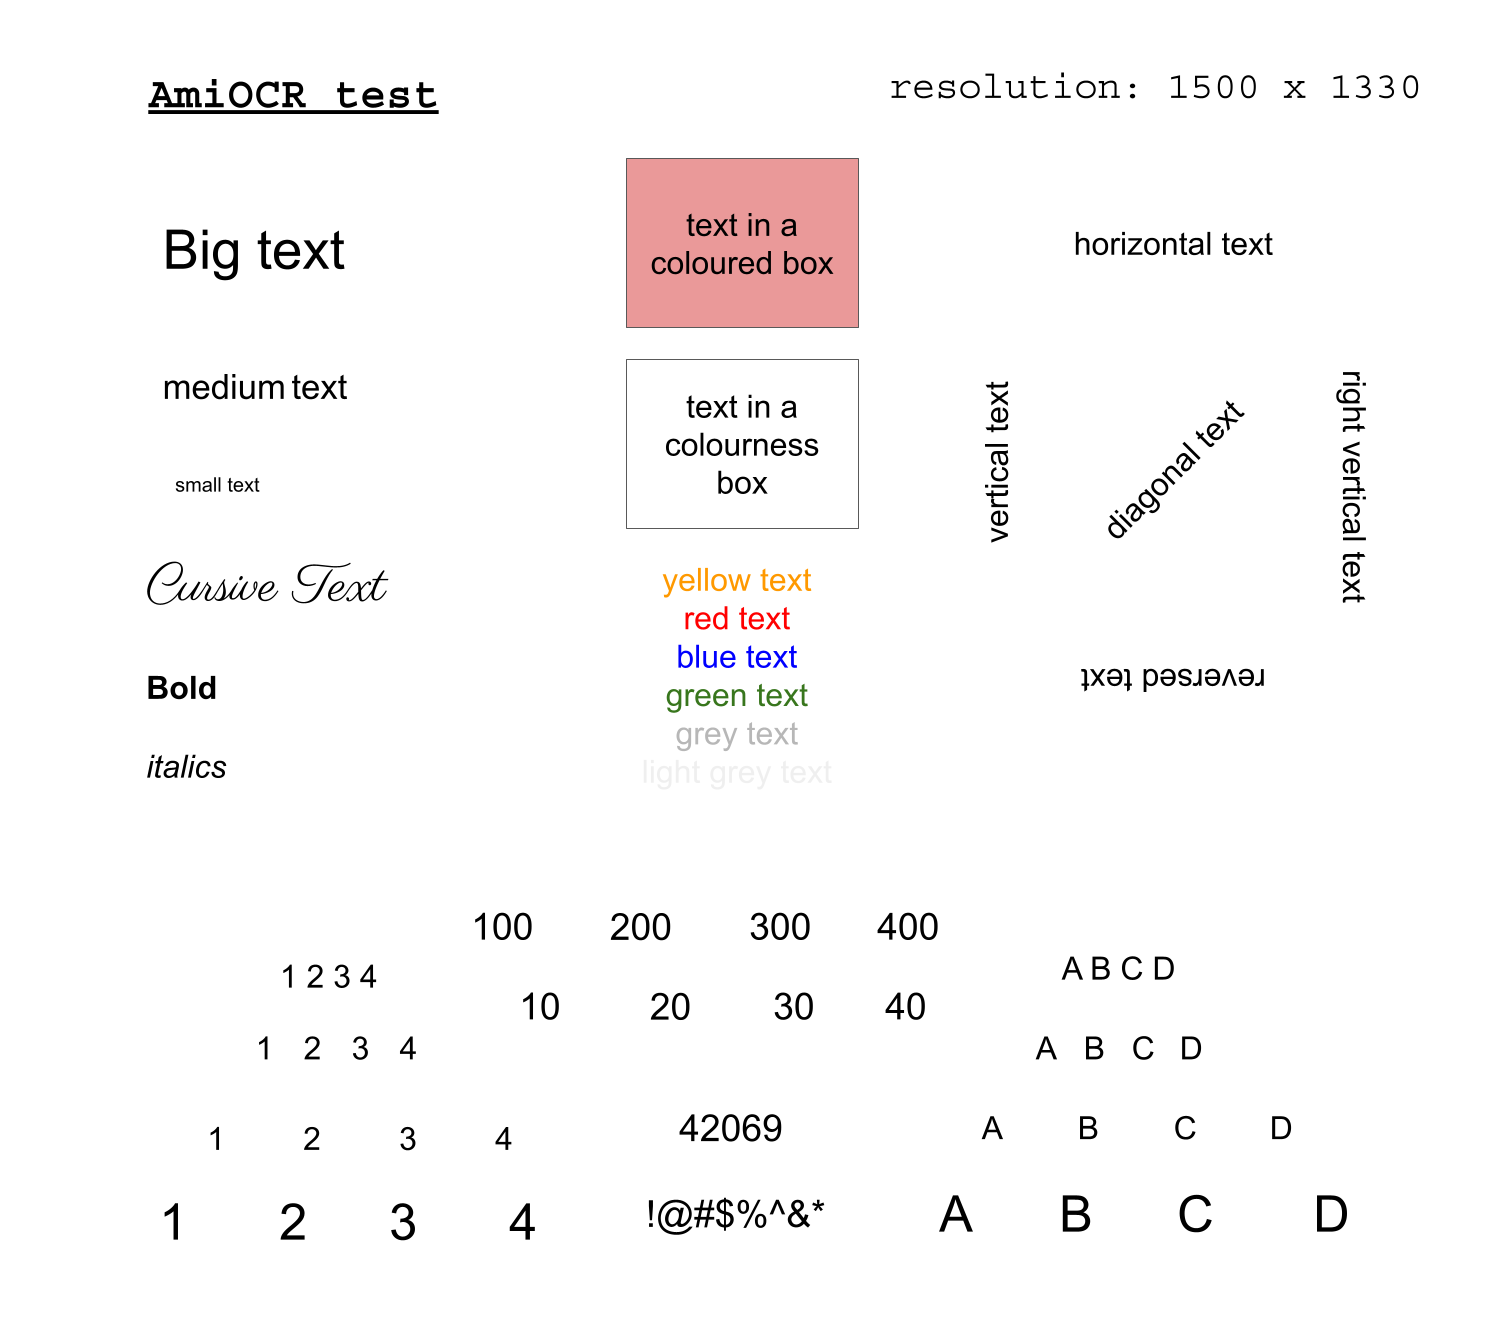 AmiOCR test
resolution: 1500 x 1330
Big text
medium text
small text
Cursive Text
Bold
italics
text in a
coloured box
text in a
colourness
box
yellow text
red text
blue text
green text
grey text
light grey text
horizontal text
vertical text
diagonal text
right vertical text
reversed text
100 200 300 400
10 20 30 40
1 2 3 4
1 2 3 4
1 2 3 4
1 2 3 4
42069
!@#$%^&*
A B C D
A B C D
A B C D
A B C D